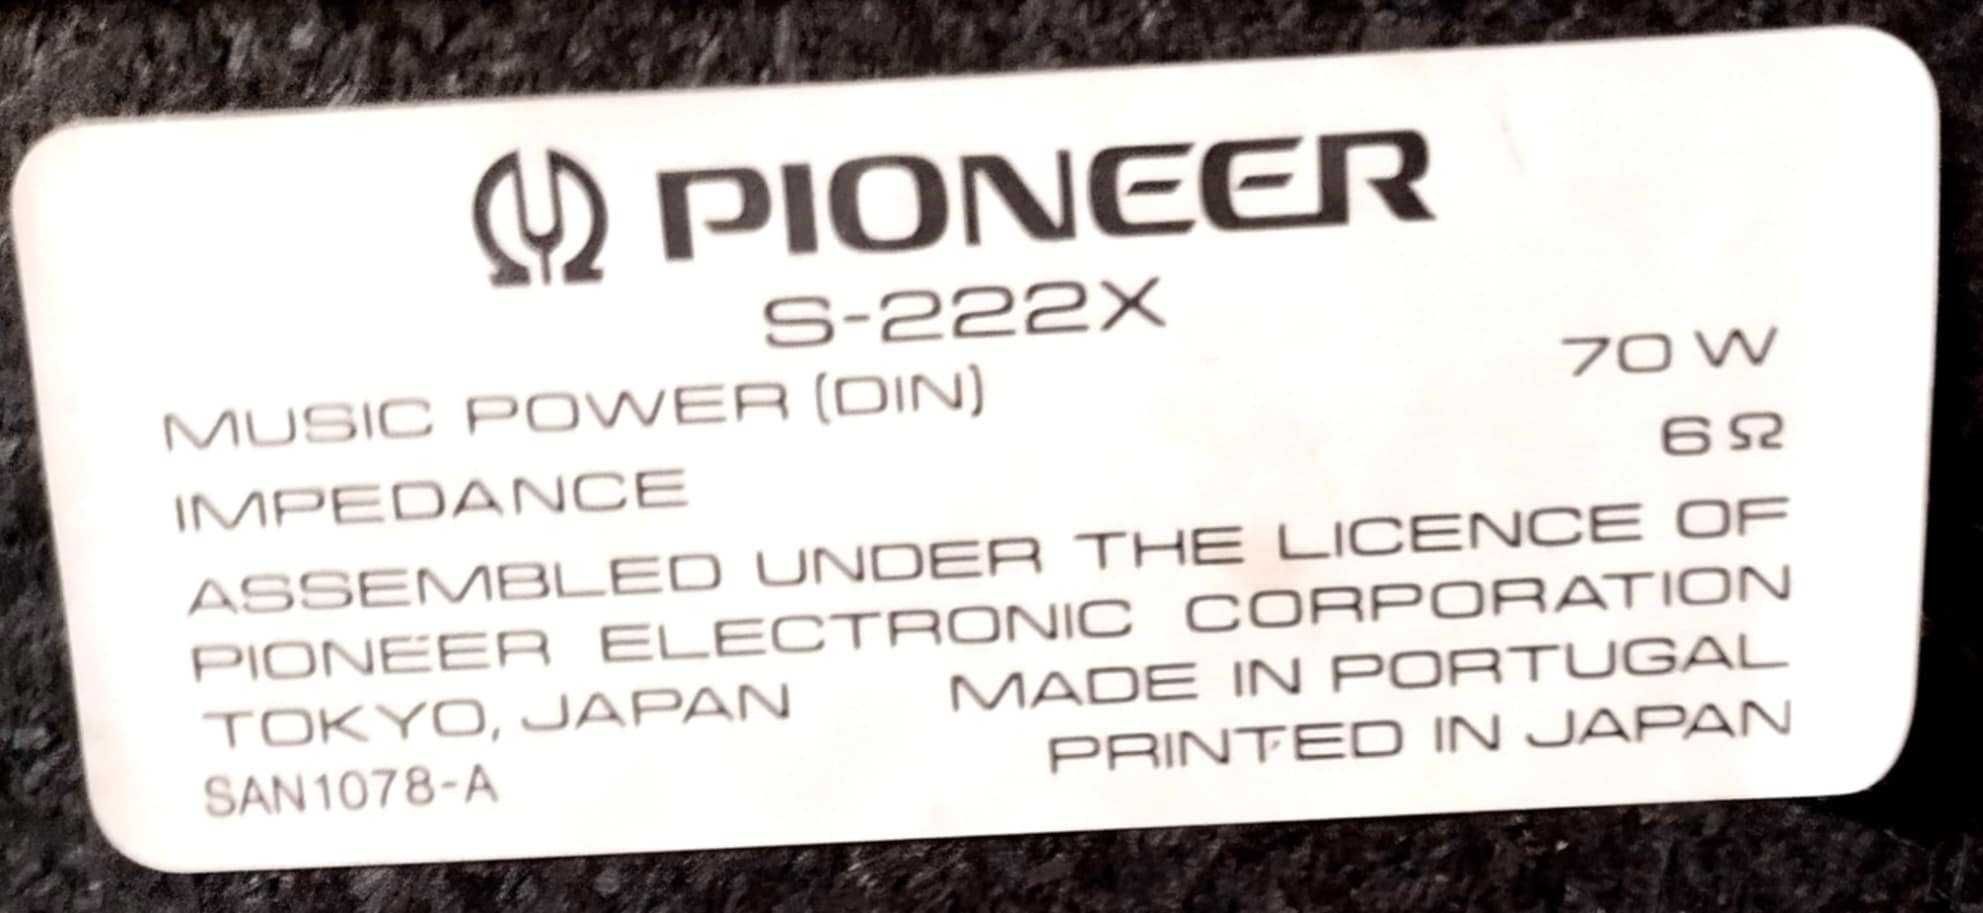 PIONEER
S-222X
MUSIC POWER (DIN) 70 W
IMPEDANCE 6 Ω
ASSEMBLED UNDER THE LICENCE OF
PIONEER ELECTRONIC CORPORATION
TOKYO, JAPAN MADE IN PORTUGAL
SAN1078-A PRINTED IN JAPAN